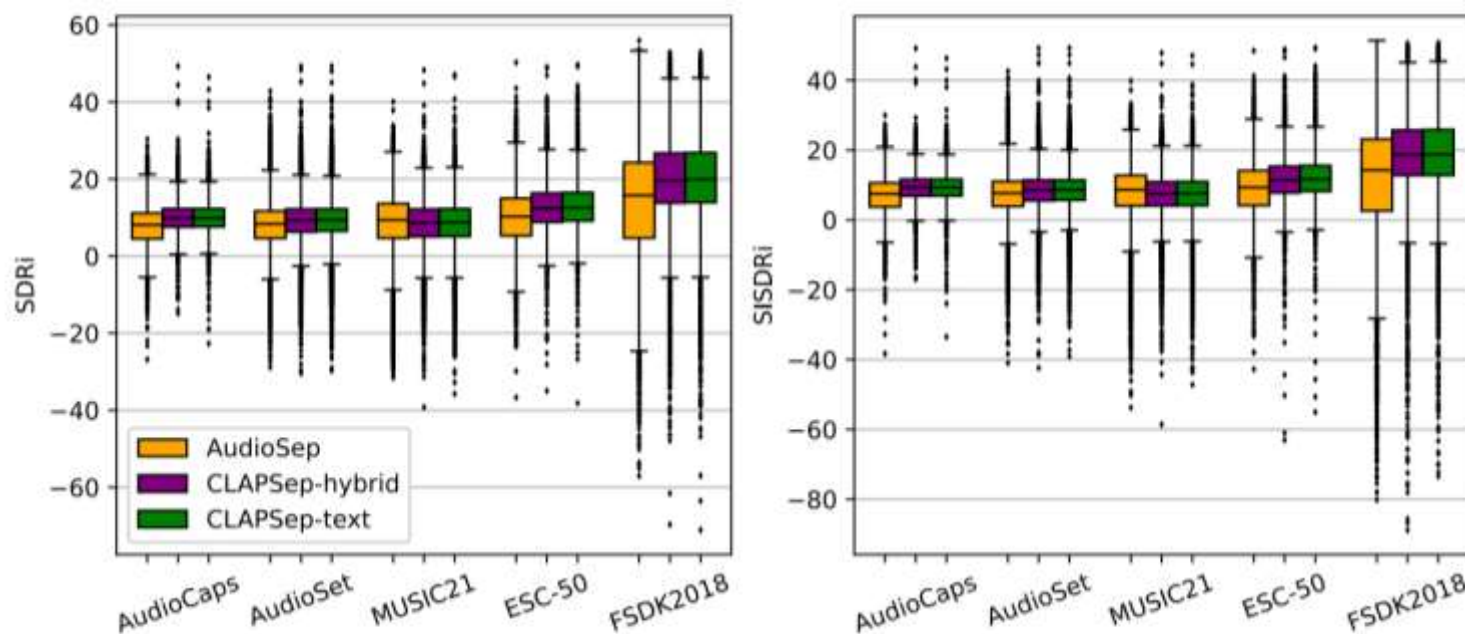 60
40
20
0
−20
−40
−60
SDRi
AudioSep
CLAPSep-hybrid
CLAPSep-text
AudioCaps
AudioSet
MUSIC21
ESC-50
FSDK2018
40
20
0
−20
−40
−60
−80
SISDRi
AudioCaps
AudioSet
MUSIC21
ESC-50
FSDK2018